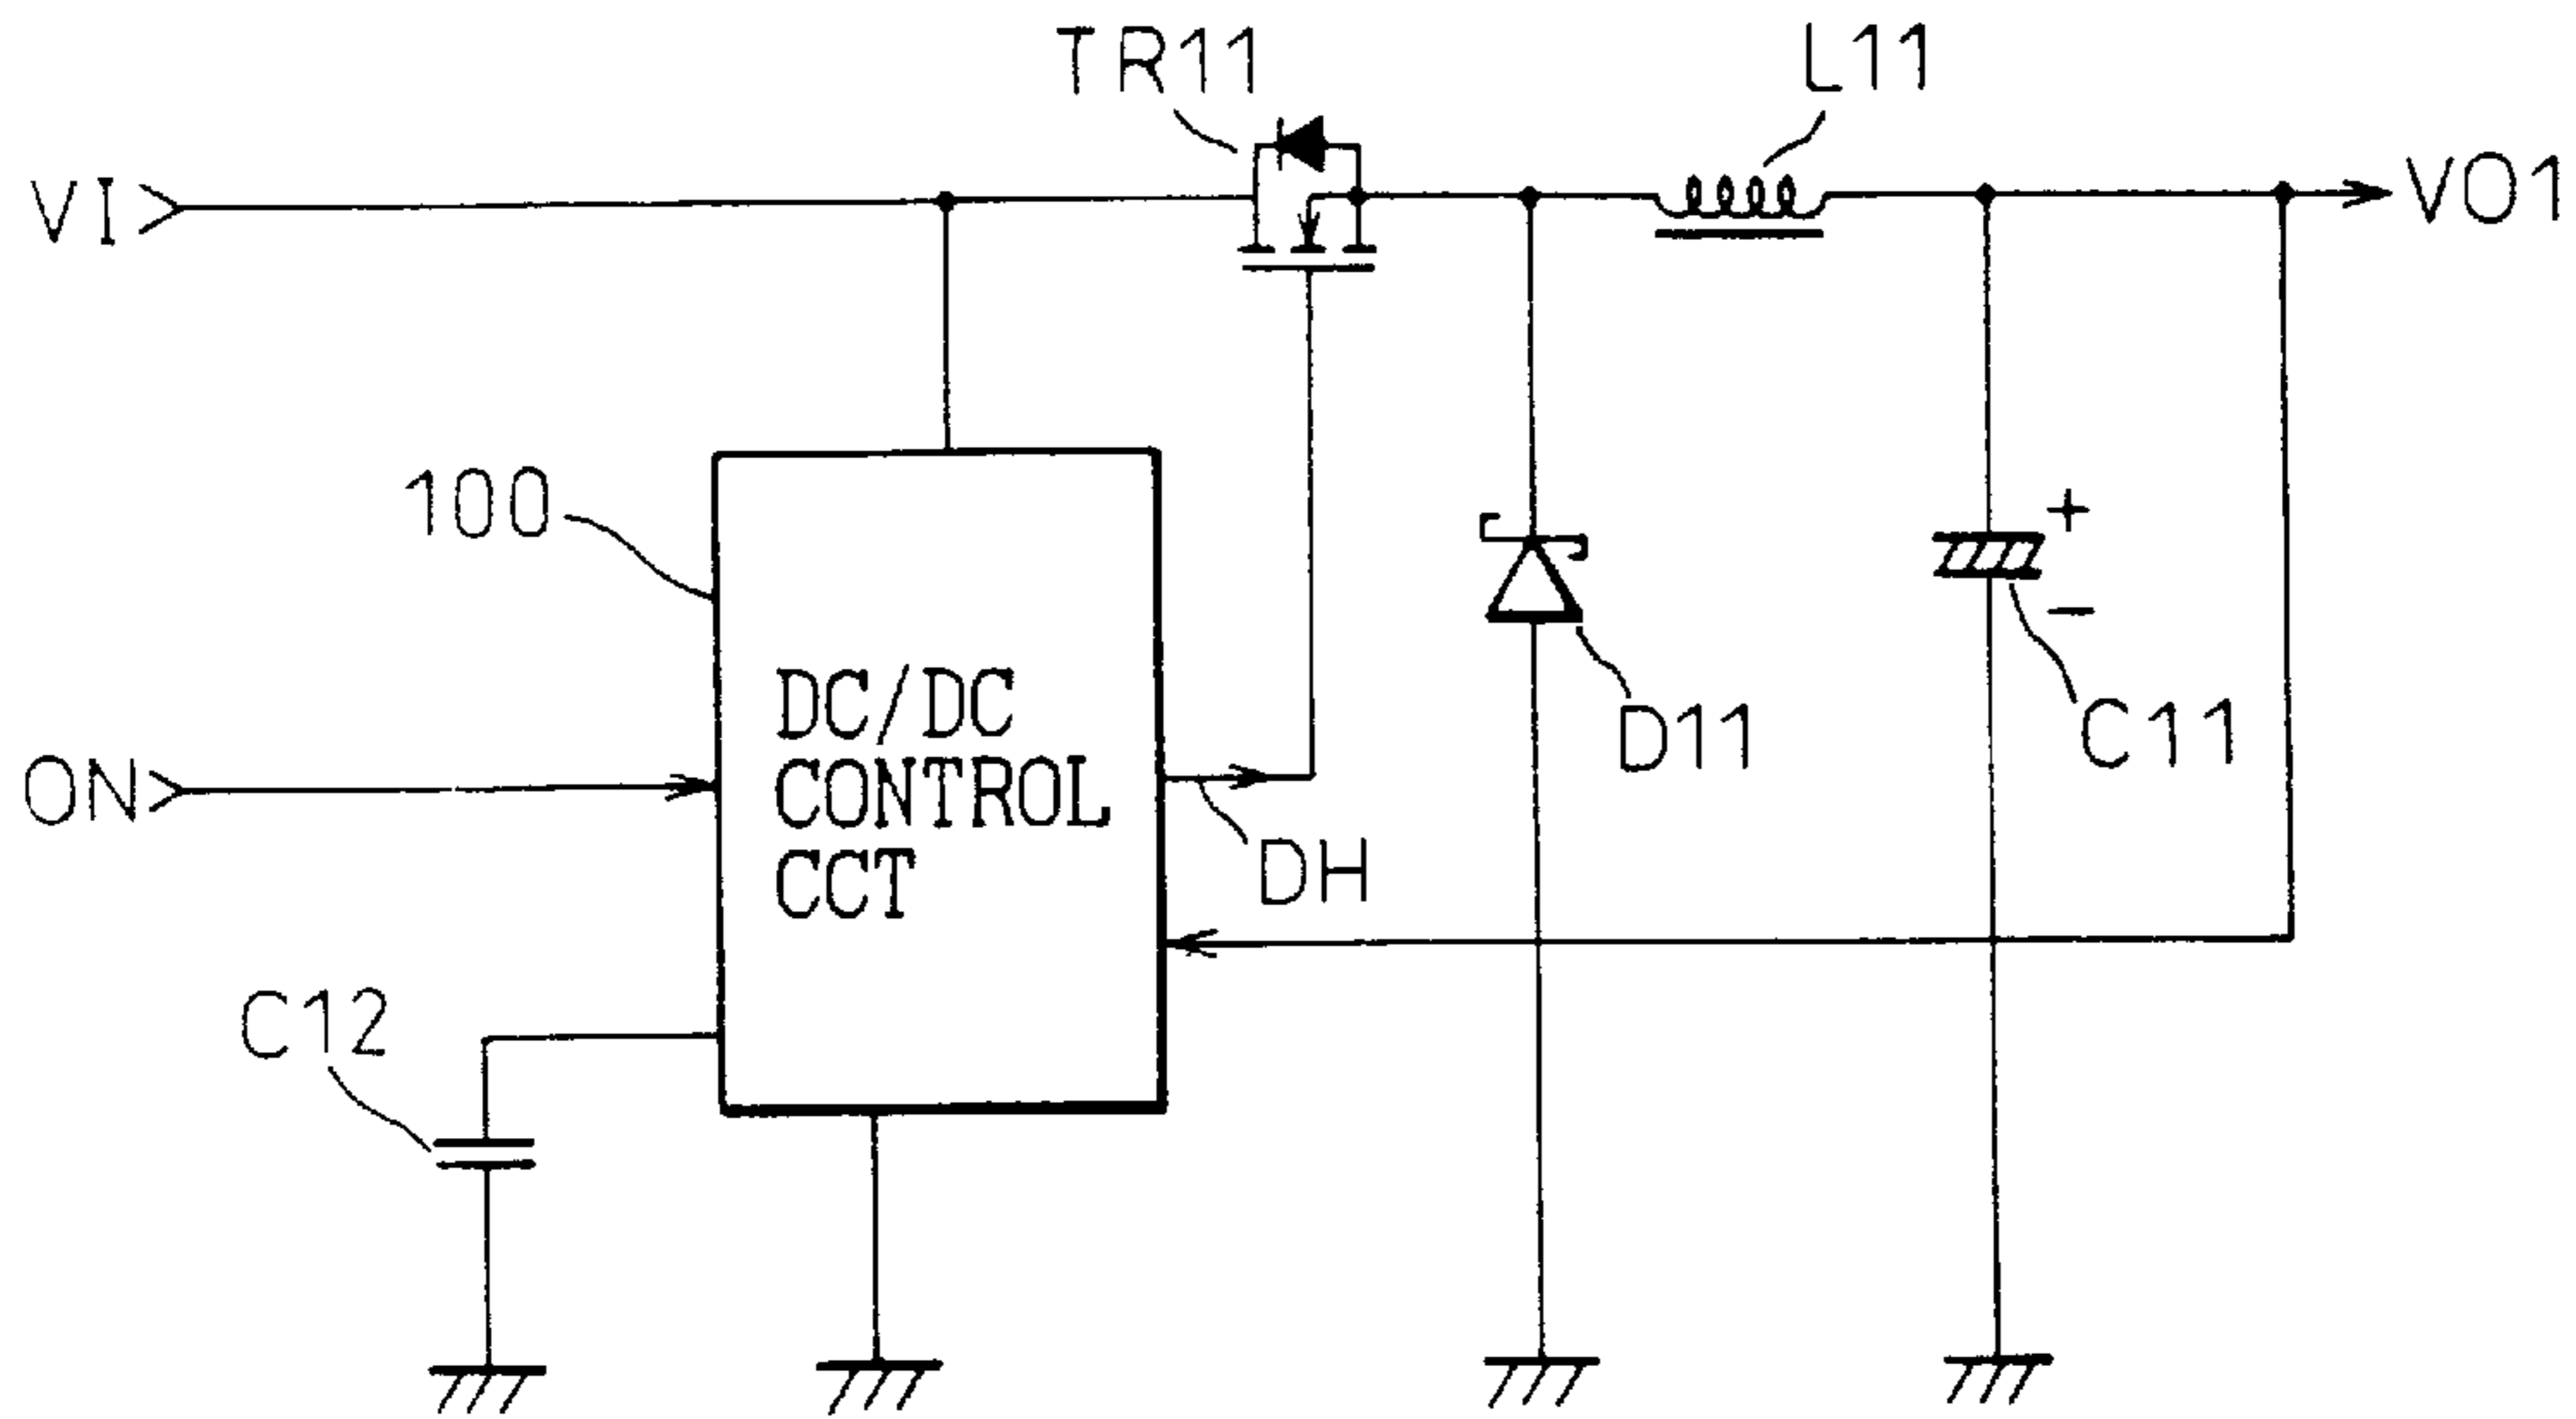 TR11
L11
VI
VO1
100
+
−
DC/DC
CONTROL
CCT
D11
C11
ON
DH
C12